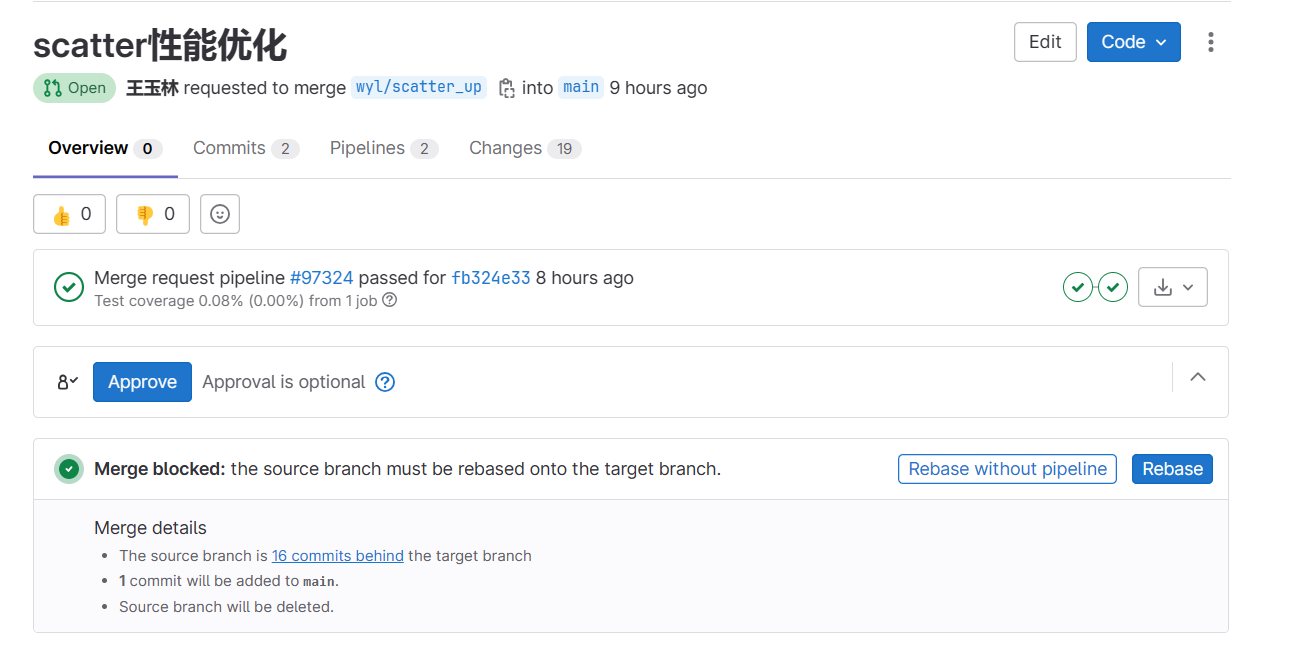 scatter性能优化
Edit
Code
Open 王玉林 requested to merge wyl/scatter_up into main 9 hours ago
Overview 0 Commits 2 Pipelines 2 Changes 19
0 0
Merge request pipeline #97324 passed for fb324e33 8 hours ago
Test coverage 0.08% (0.00%) from 1 job
Approve Approval is optional
Merge blocked: the source branch must be rebased onto the target branch.
Rebase without pipeline Rebase
Merge details
• The source branch is 16 commits behind the target branch
• 1 commit will be added to main.
• Source branch will be deleted.